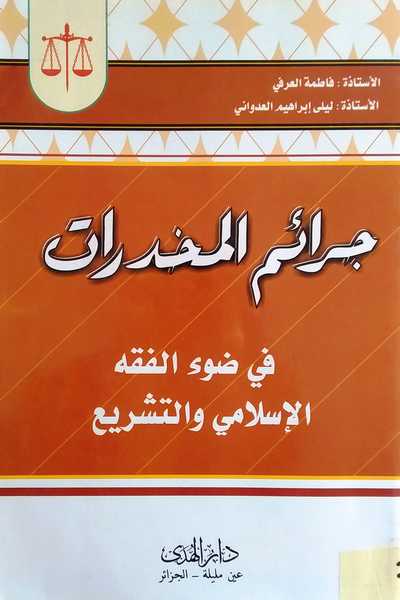 الأستاذة : فاطمة العرفي
الأستاذة : ليلى إبراهيم العدواني
جرائم المخدرات
في ضوء الفقه
الإسلامي والتشريع
دار الهدى
عين مليلة - الجزائر